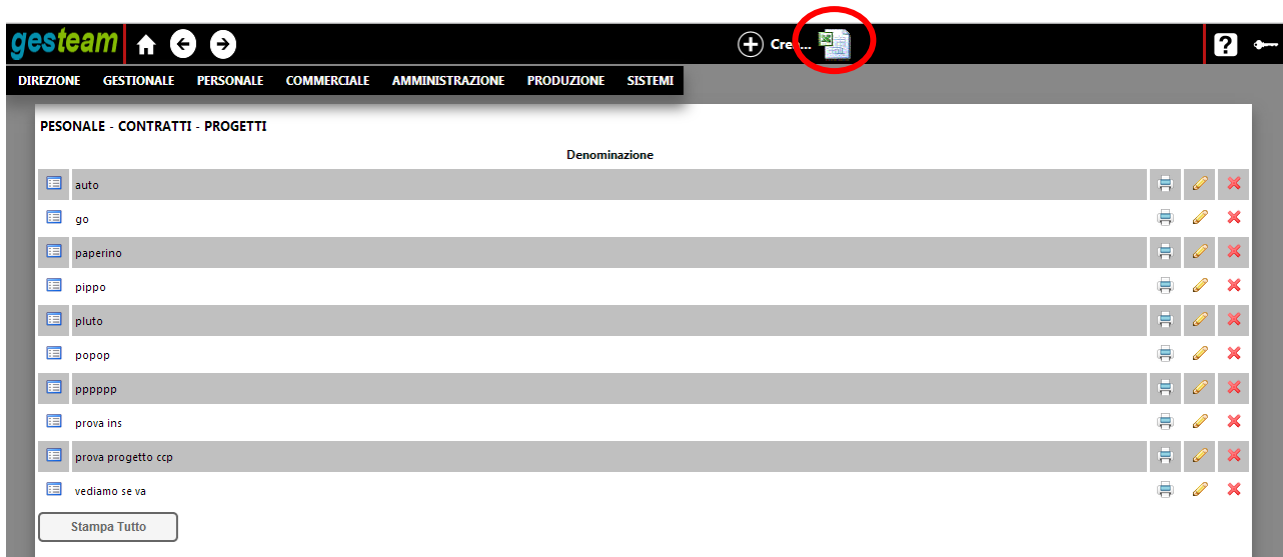 gesteam Crea...
DIREZIONE GESTIONALE PERSONALE COMMERCIALE AMMINISTRAZIONE PRODUZIONE SISTEMI
PESONALE - CONTRATTI - PROGETTI
Denominazione
auto
go
paperino
pippo
pluto
popop
pppppp
prova ins
prova progetto ccp
vediamo se va
Stampa Tutto